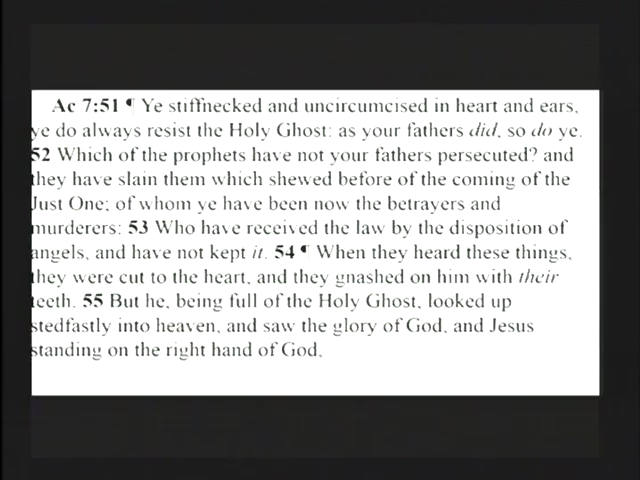 Ac 7:51 ¶ Ye stiffnecked and uncircumcised in heart and ears,
ye do always resist the Holy Ghost: as your fathers did, so do ye.
52 Which of the prophets have not your fathers persecuted? and
they have slain them which shewed before of the coming of the
Just One; of whom ye have been now the betrayers and
murderers: 53 Who have received the law by the disposition of
angels, and have not kept it. 54 ¶ When they heard these things,
they were cut to the heart, and they gnashed on him with their
teeth. 55 But he, being full of the Holy Ghost, looked up
stedfastly into heaven, and saw the glory of God, and Jesus
standing on the right hand of God,